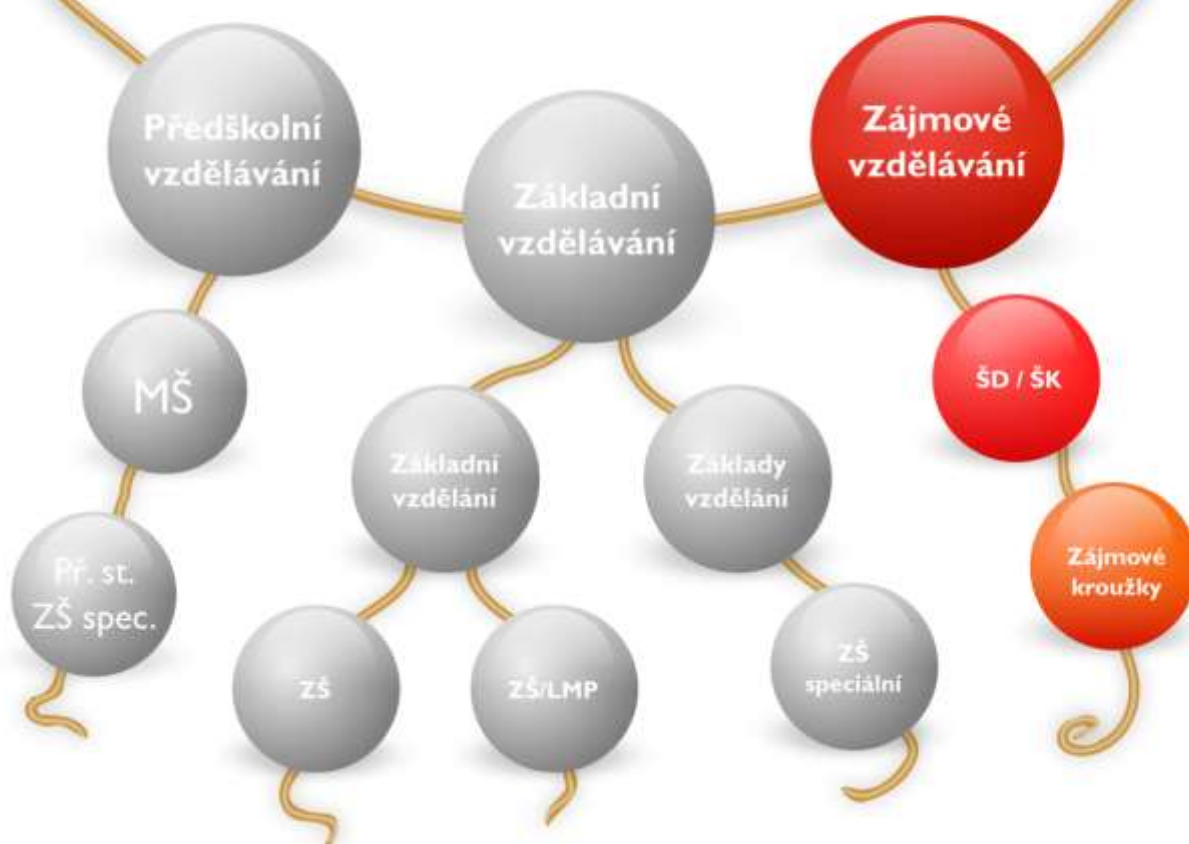 Předškolní
vzdělávání
Základní
vzdělávání
Zájmové
vzdělávání
MŠ
Př. st.
ZŠ spec.
Základní
vzdělání
Základy
vzdělání
ZŠ
ZŠ/LMP
ZŠ
speciální
ŠD / ŠK
Zájmové
kroužky